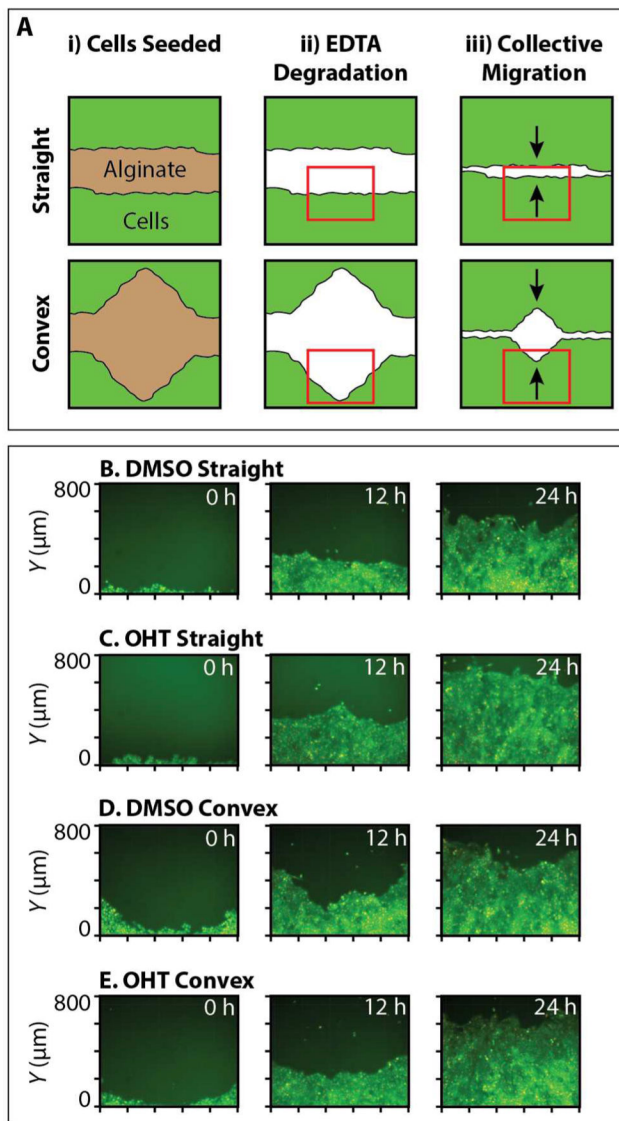 A
i) Cells Seeded
ii) EDTA
Degradation
iii) Collective
Migration
Straight
Alginate
Cells
Convex
B. DMSO Straight
800
Y (μm)
0
0 h
12 h
24 h
C. OHT Straight
800
Y (μm)
0
0 h
12 h
24 h
D. DMSO Convex
800
Y (μm)
0
0 h
12 h
24 h
E. OHT Convex
800
Y (μm)
0
0 h
12 h
24 h